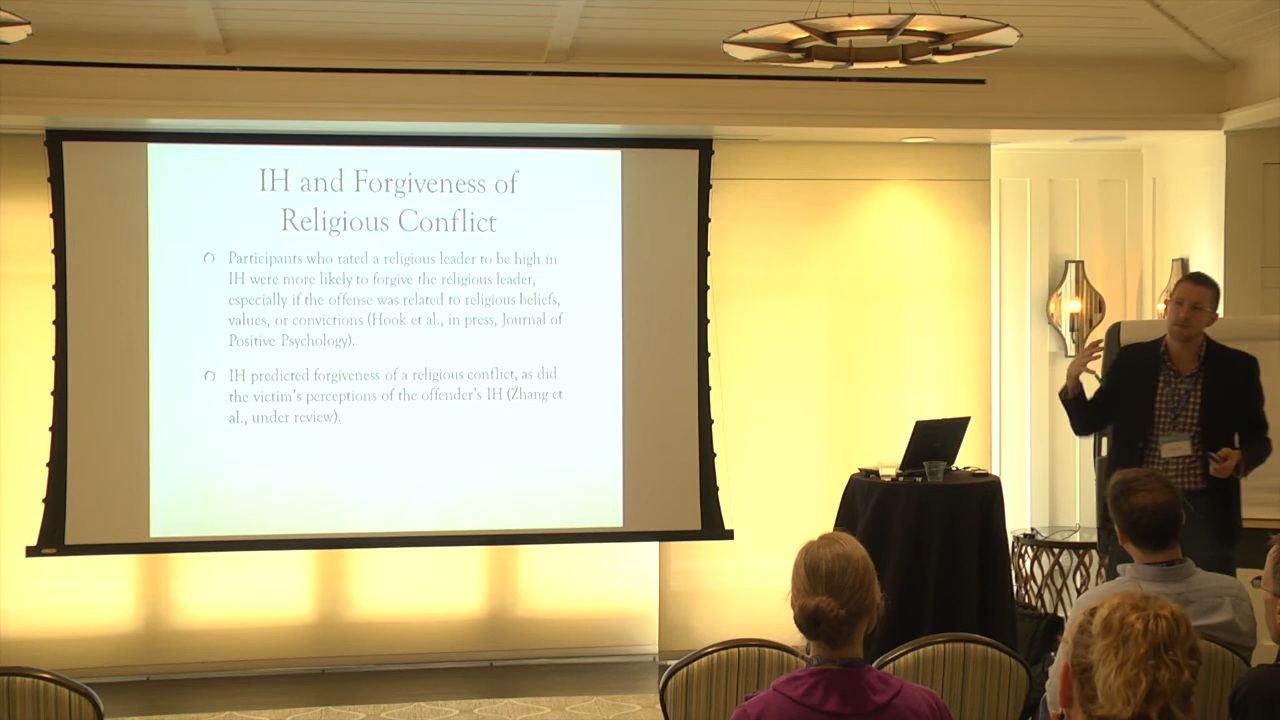 IH and Forgiveness of
Religious Conflict
Participants who rated a religious leader to be high in
IH were more likely to forgive the religious leader,
especially if the offense was related to religious beliefs,
values, or convictions (Hook et al., in press, Journal of
Positive Psychology).
IH predicted forgiveness of a religious conflict, as did
the victim's perceptions of the offender's IH (Zhang et
al., under review).